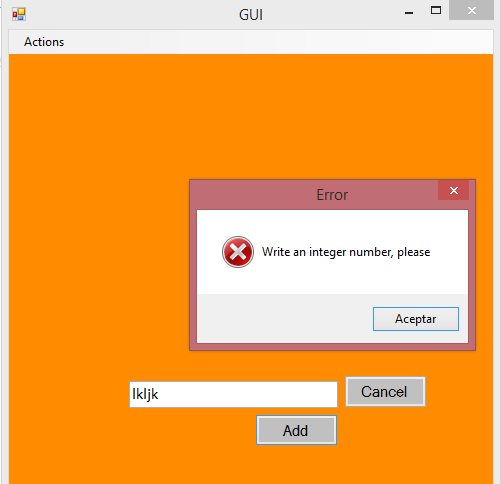 GUI
Actions
Error
Write an integer number, please
Aceptar
lkljk
Cancel
Add